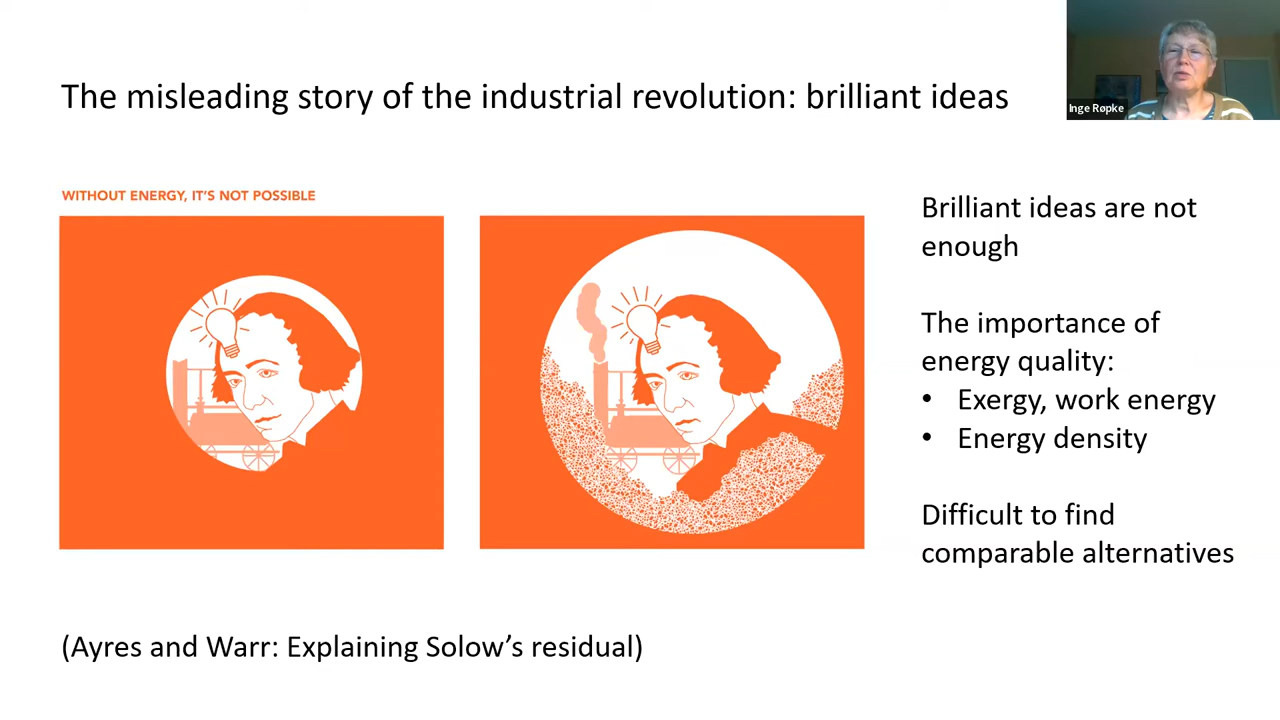 The misleading story of the industrial revolution: brilliant ideas
Inge Røpke
WITHOUT ENERGY, IT'S NOT POSSIBLE
Brilliant ideas are not
enough
The importance of
energy quality:
• Exergy, work energy
• Energy density
Difficult to find
comparable alternatives
(Ayres and Warr: Explaining Solow’s residual)